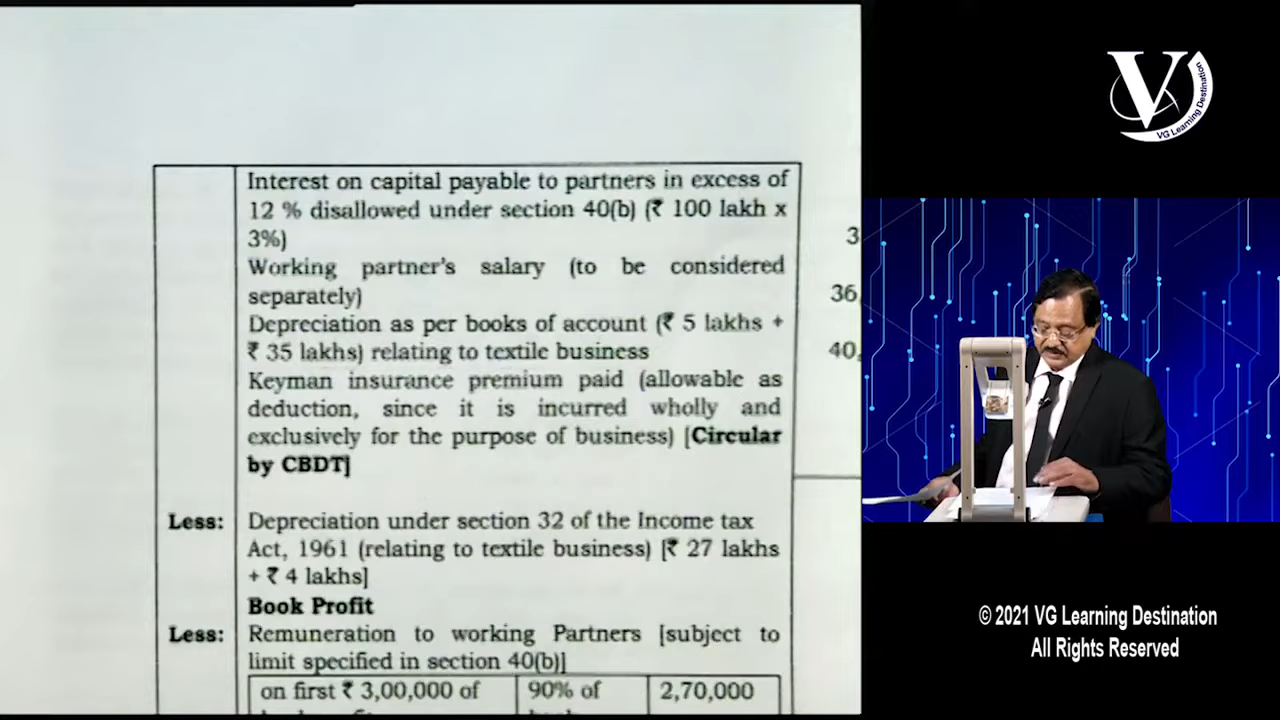 Interest on capital payable to partners in excess of
12 % disallowed under section 40(b) (₹ 100 lakh x
3%)
3
Working partner's salary (to be considered
separately)
36,
Depreciation as per books of account (₹ 5 lakhs +
₹ 35 lakhs) relating to textile business
40,
Keyman insurance premium paid (allowable as
deduction, since it is incurred wholly and
exclusively for the purpose of business) [Circular
by CBDT]
Less: Depreciation under section 32 of the Income tax
Act, 1961 (relating to textile business) [₹ 27 lakhs
+ ₹ 4 lakhs]
Book Profit
Less: Remuneration to working Partners [subject to
limit specified in section 40(b)]
on first ₹ 3,00,000 of 90% of 2,70,000
V
VG Learning Destination
© 2021 VG Learning Destination
All Rights Reserved